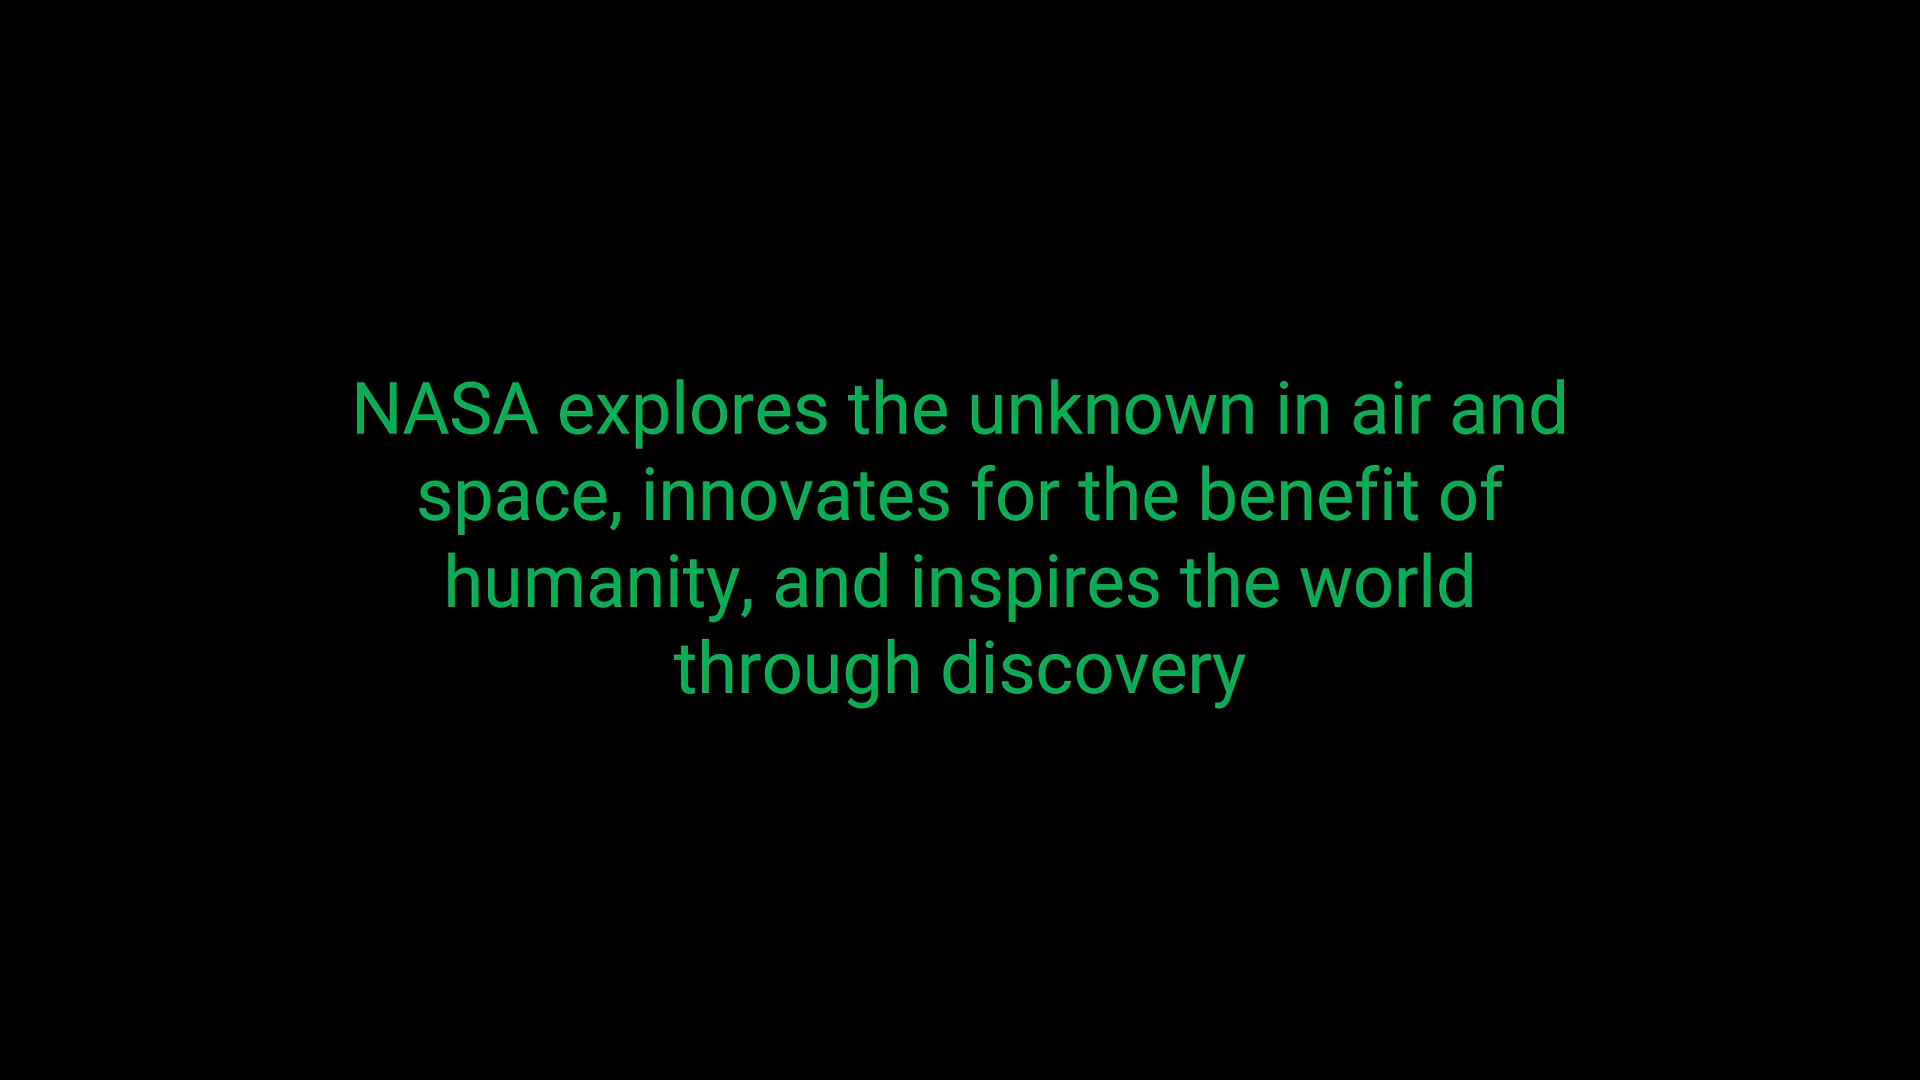 NASA explores the unknown in air and
space, innovates for the benefit of
humanity, and inspires the world
through discovery